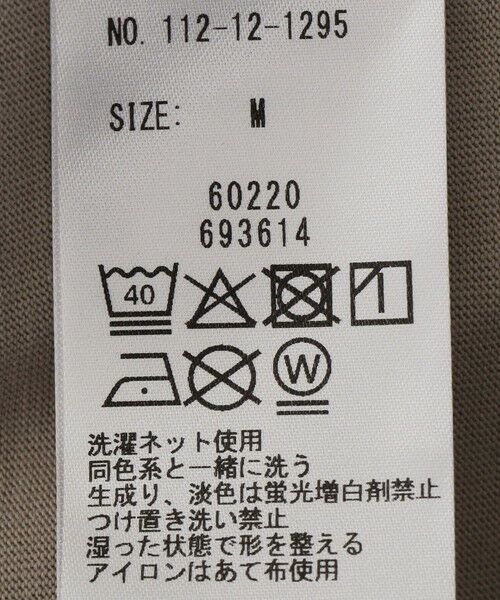 NO. 112-12-1295
SIZE: M
60220
693614
40
W
洗濯ネット使用
同色系と一緒に洗う
生成り、淡色は蛍光増白剤禁止
つけ置き洗い禁止
湿った状態で形を整える
アイロンはあて布使用